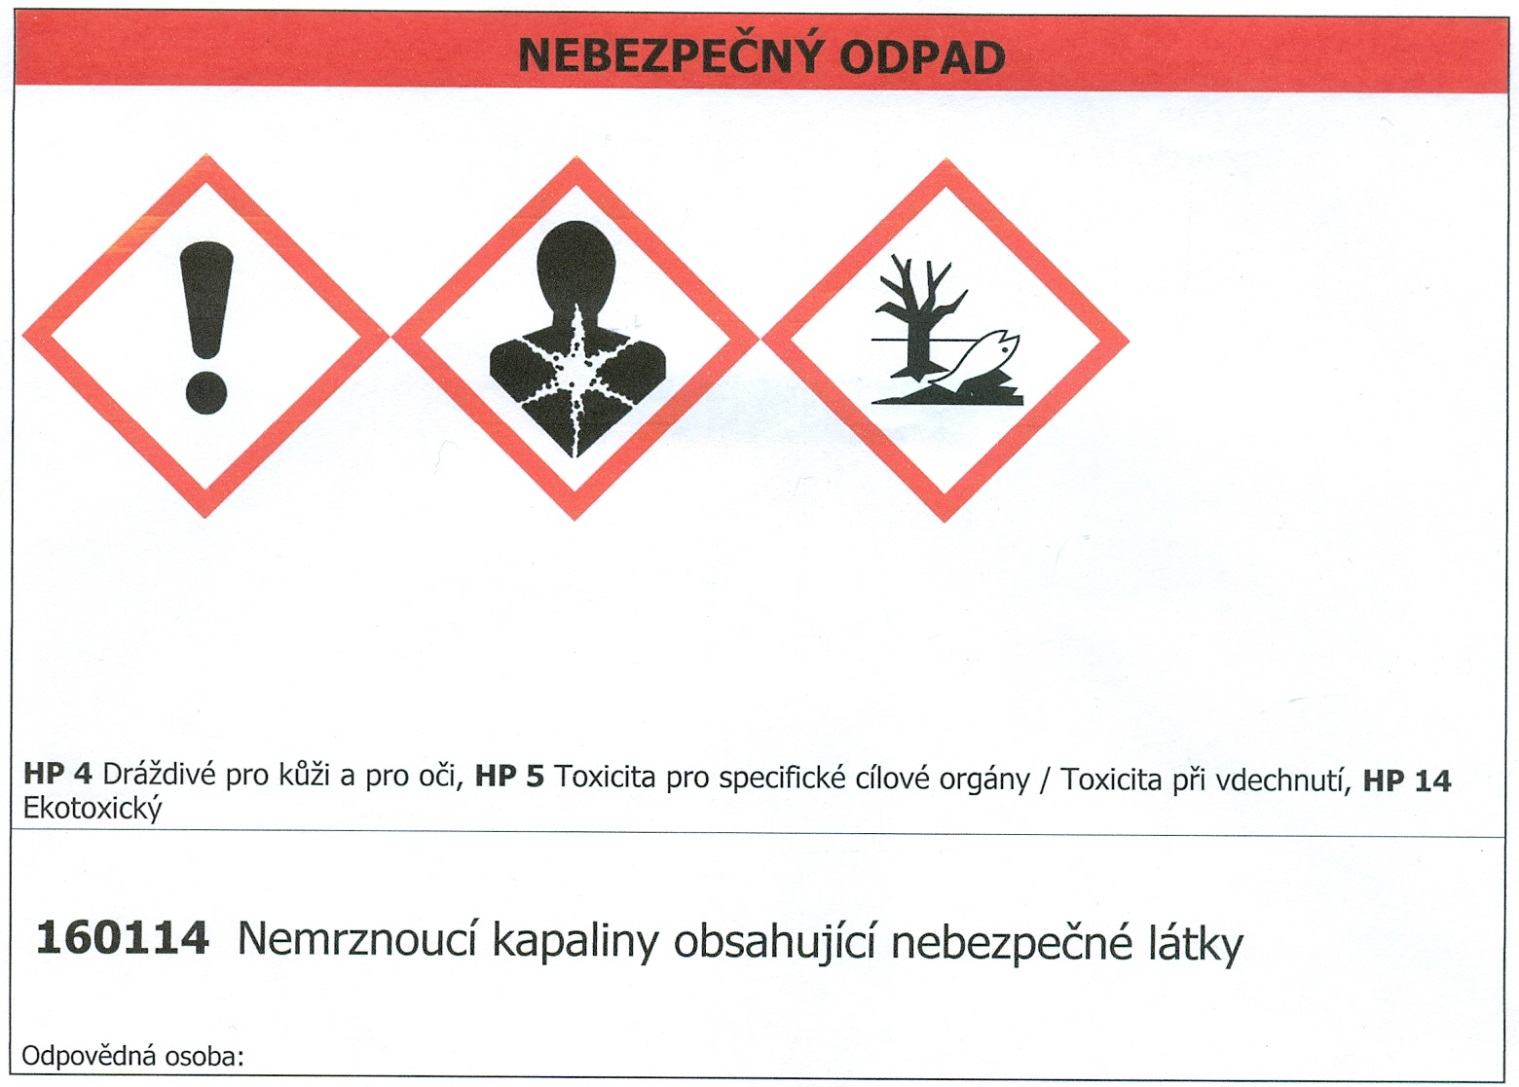 NEBEZPEČNÝ ODPAD
HP 4 Dráždivé pro kůži a pro oči, HP 5 Toxicita pro specifické cílové orgány / Toxicita při vdechnutí, HP 14
Ekotoxický
160114 Nemrznoucí kapaliny obsahující nebezpečné látky
Odpovědná osoba: